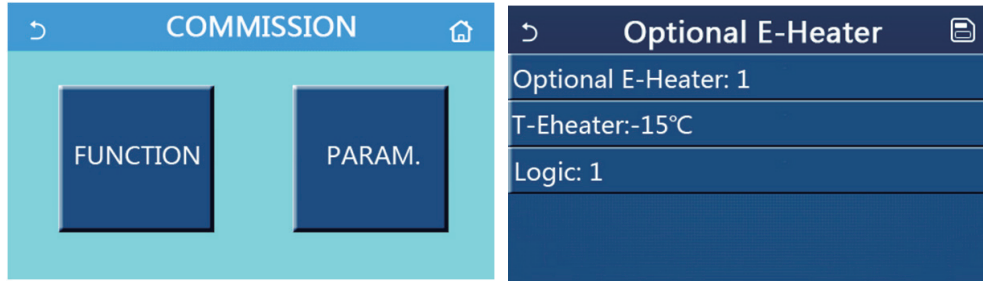 COMMISSION
FUNCTION
PARAM.
Optional E-Heater
Optional E-Heater: 1
T-Eheater:-15℃
Logic: 1